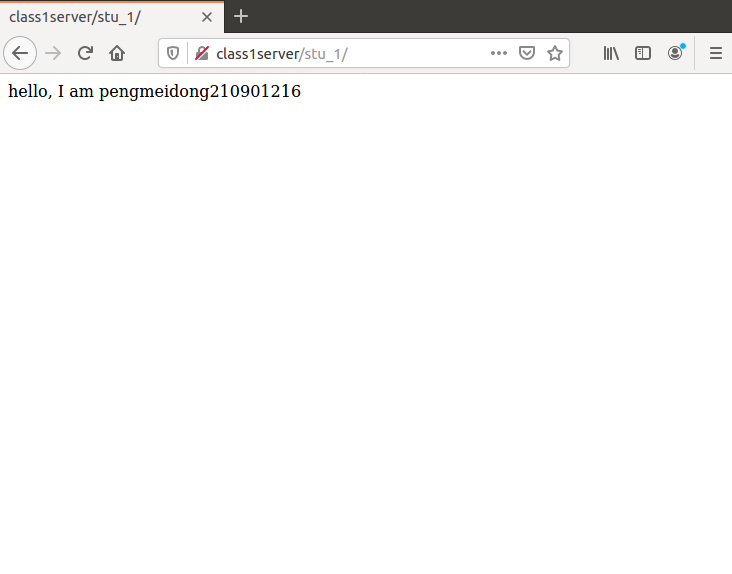 class1server/stu_1/
class1server/stu_1/
hello, I am pengmeidong210901216